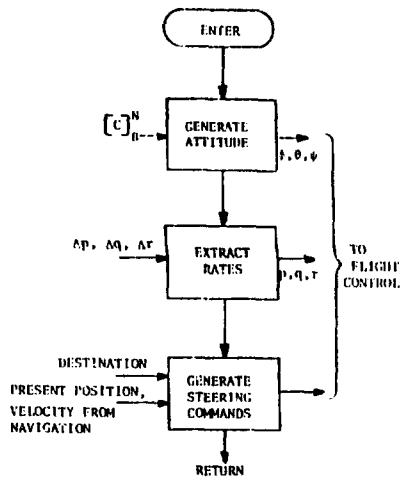 ENTER
[C]
N
B
GENERATE
ATTITUDE
ϕ,θ,ψ
Δp, Δq, Δr
EXTRACT
RATES
p,q,r
TO
FLIGHT
CONTROL
DESTINATION
PRESENT POSITION,
VELOCITY FROM
NAVIGATION
GENERATE
STEERING
COMMANDS
RETURN